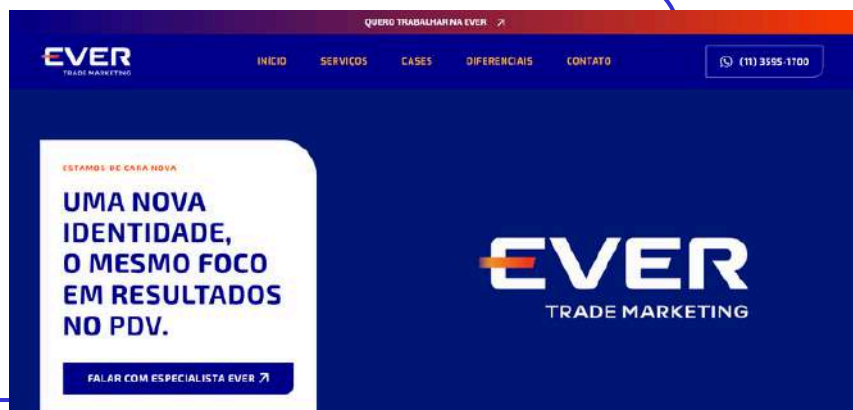 QUERO TRABALHAR NA EVER
EVER
TRADE MARKETING
INÍCIO SERVIÇOS CASES DIFERENCIAIS CONTATO
(11) 3595-1700
ESTAMOS DE CARA NOVA
UMA NOVA
IDENTIDADE,
O MESMO FOCO
EM RESULTADOS
NO PDV.
FALAR COM ESPECIALISTA EVER
EVER
TRADE MARKETING